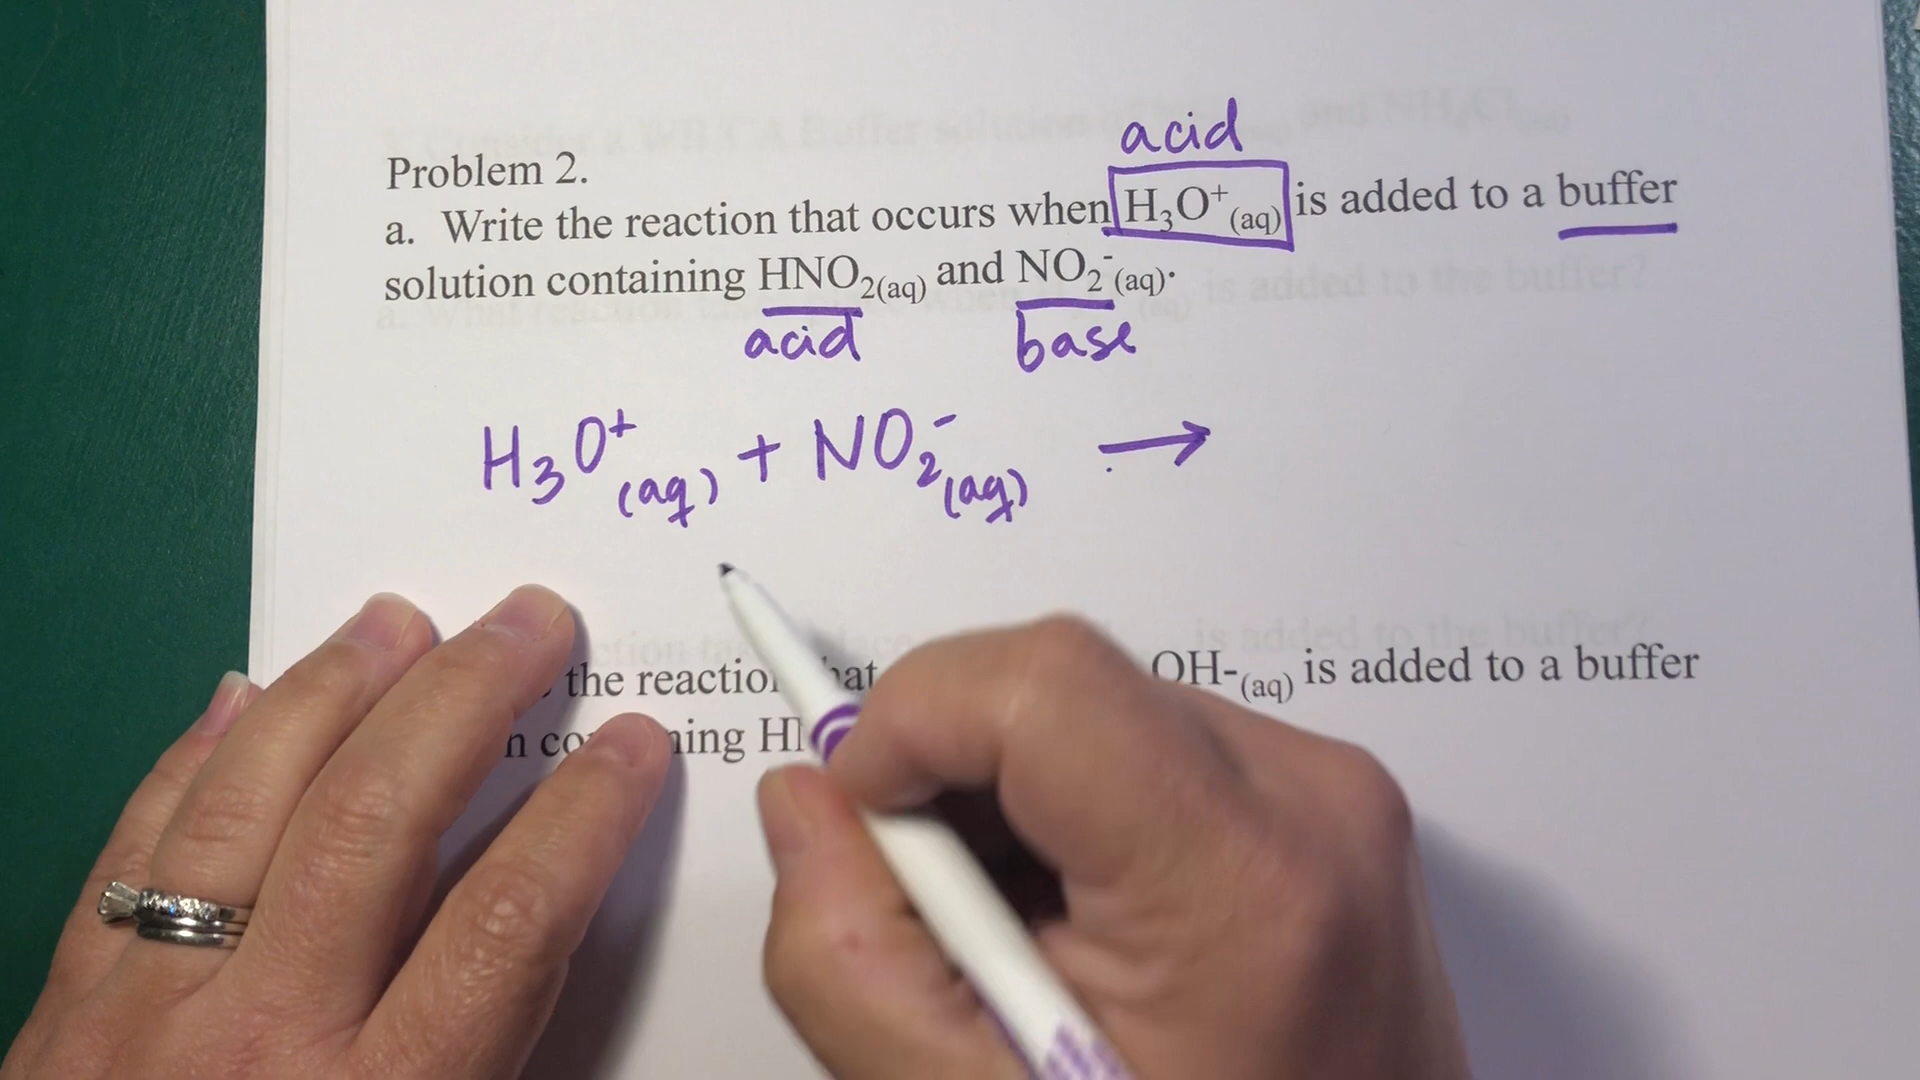 acid
Problem 2.
a. Write the reaction that occurs when H₃O⁺(aq) is added to a buffer
solution containing HNO₂(aq) and NO₂⁻(aq).
acid base
H₃O⁺(aq) + NO₂⁻(aq) →
the reaction OH-(aq) is added to a buffer